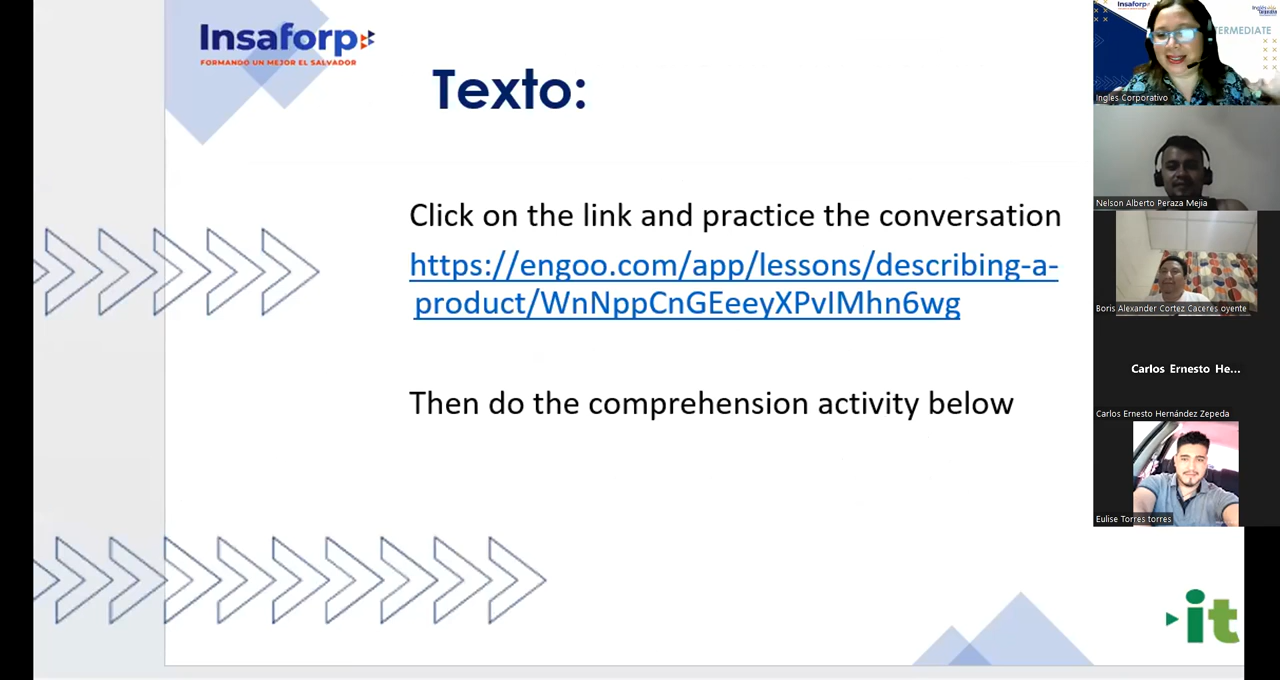 Insaforp
FORMANDO UN MEJOR EL SALVADOR
Texto:
Click on the link and practice the conversation
https://engoo.com/app/lessons/describing-a-
product/WnNppCnGEeeyXPvIMhn6wg
Then do the comprehension activity below
it
Insaforp
TERMEDIATE
Ingles Corporativo
Nelson Alberto Peraza Mejia
Boris Alexander Cortez Caceres oyente
Carlos Ernesto He...
Carlos Ernesto Hernández Zepeda
Eulise Torres torres